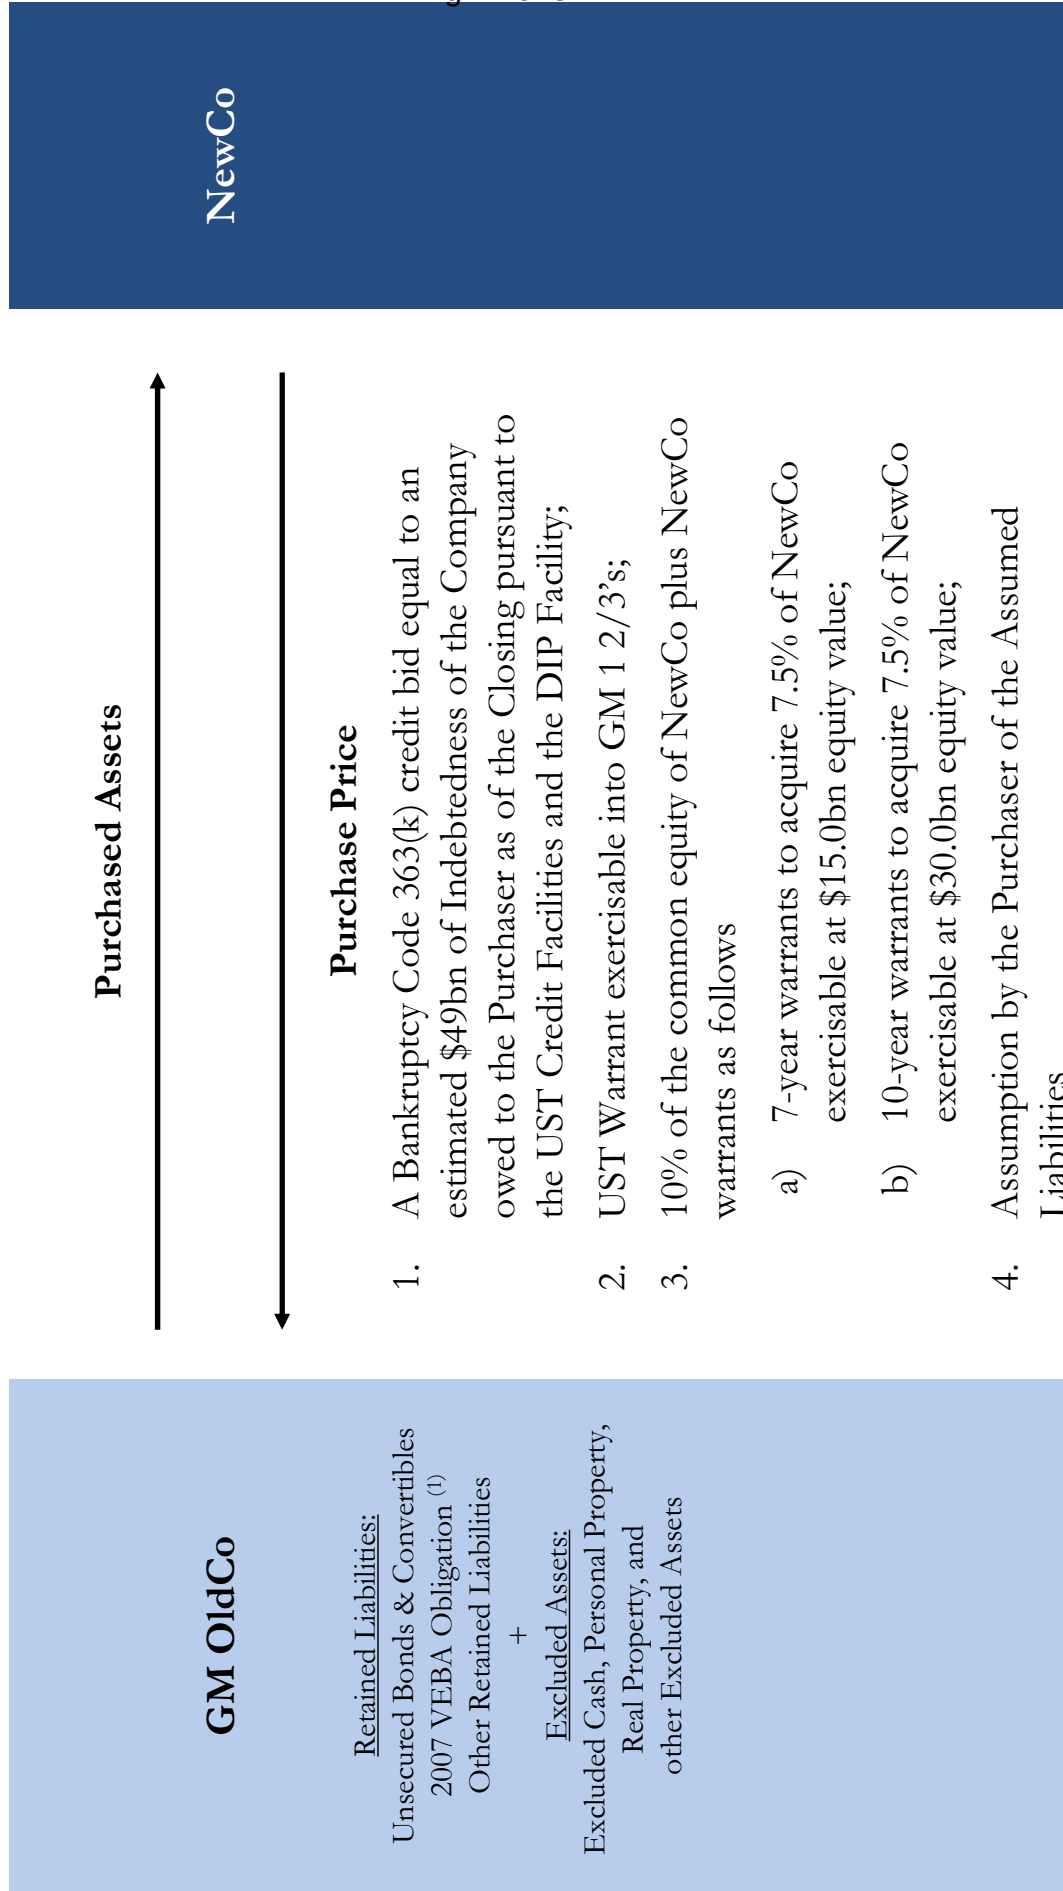 Purchased Assets
GM OldCo
NewCo
Retained Liabilities:
Unsecured Bonds & Convertibles
2007 VEBA Obligation (1)
Other Retained Liabilities
+
Excluded Assets:
Excluded Cash, Personal Property,
Real Property, and
other Excluded Assets
Purchase Price
1. A Bankruptcy Code 363(k) credit bid equal to an
estimated $49bn of Indebtedness of the Company
owed to the Purchaser as of the Closing pursuant to
the UST Credit Facilities and the DIP Facility;
2. UST Warrant exercisable into GM 1 2/3's;
3. 10% of the common equity of NewCo plus NewCo
warrants as follows
a) 7-year warrants to acquire 7.5% of NewCo
exercisable at $15.0bn equity value;
b) 10-year warrants to acquire 7.5% of NewCo
exercisable at $30.0bn equity value;
4. Assumption by the Purchaser of the Assumed
Liabilities